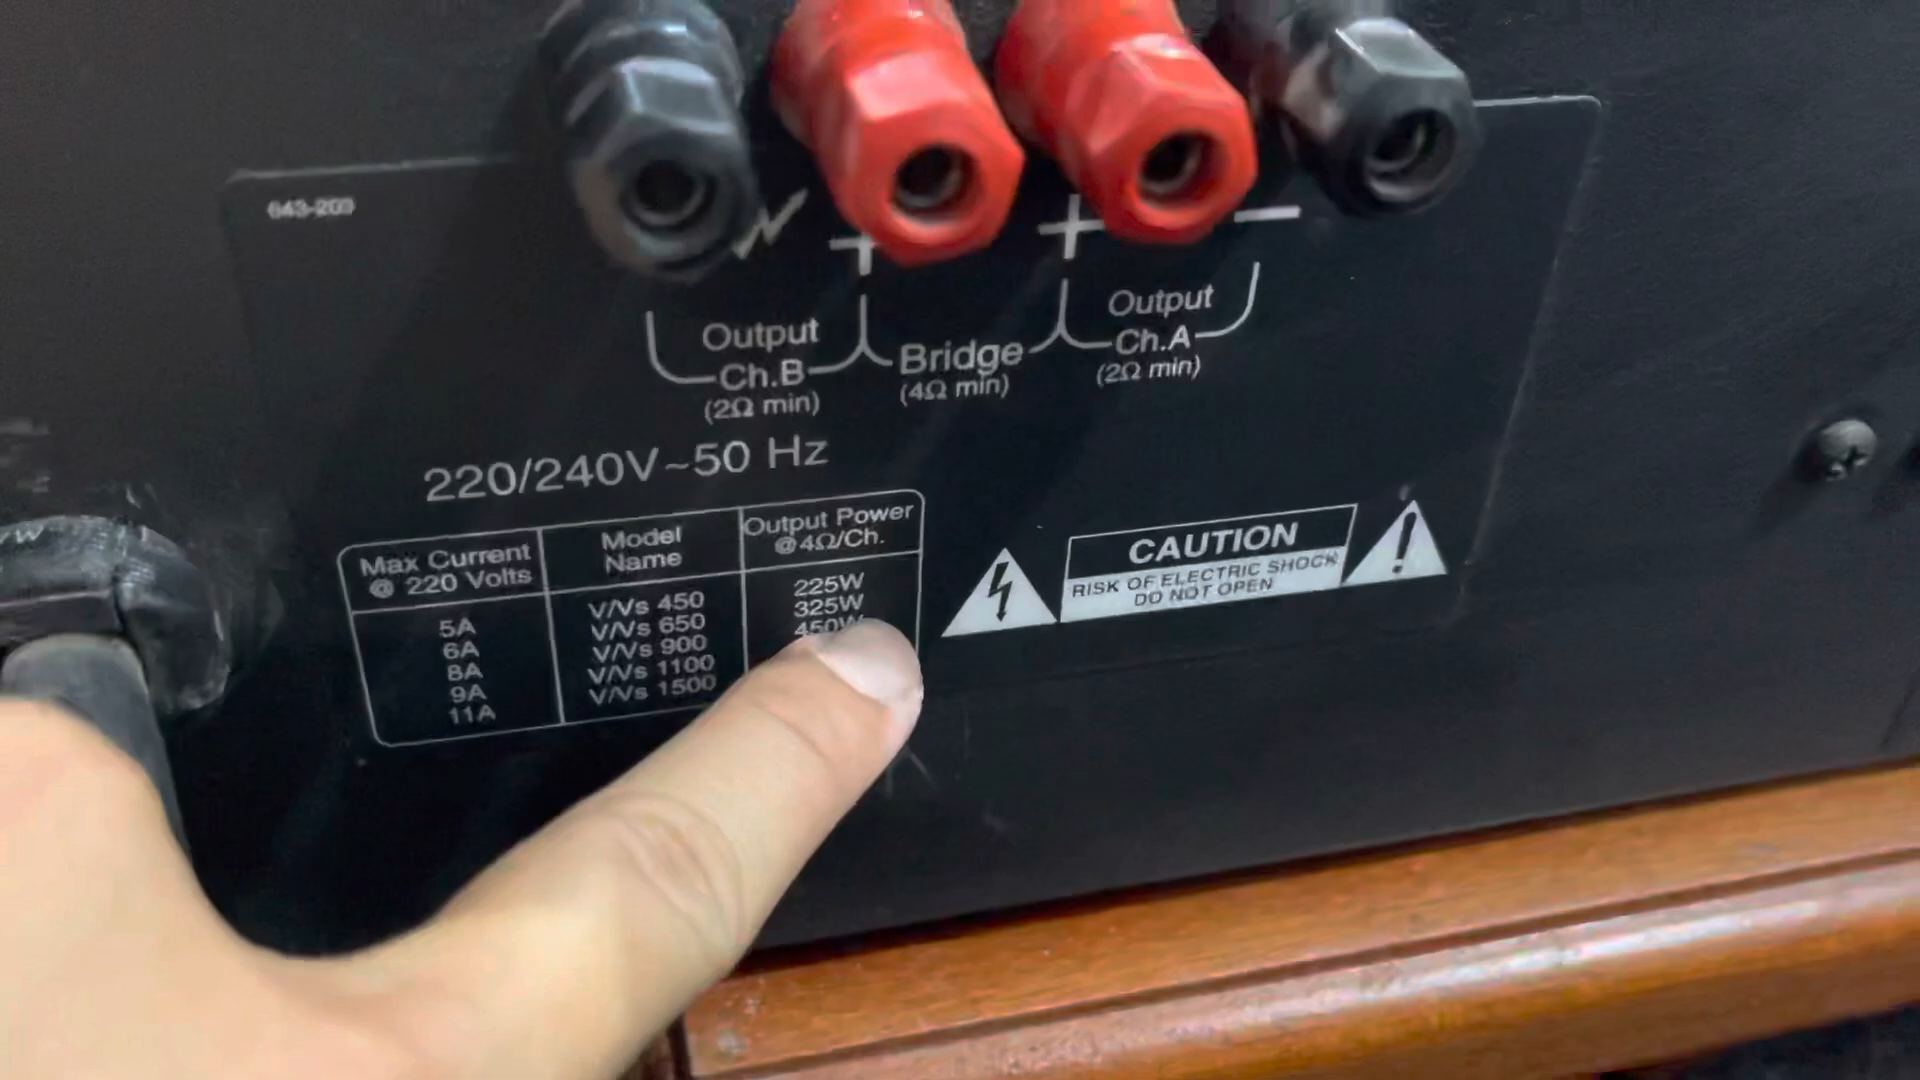 643-203
+ + −
Output
Ch.B
(2Ω min)
Bridge
(4Ω min)
Output
Ch.A
(2Ω min)
220/240V~50 Hz
Max Current
@ 220 Volts
Model
Name
Output Power
@4Ω/Ch.
5A V/Vs 450 225W
6A V/Vs 650 325W
8A V/Vs 900 450W
9A V/Vs 1100
11A V/Vs 1500
CAUTION
RISK OF ELECTRIC SHOCK
DO NOT OPEN